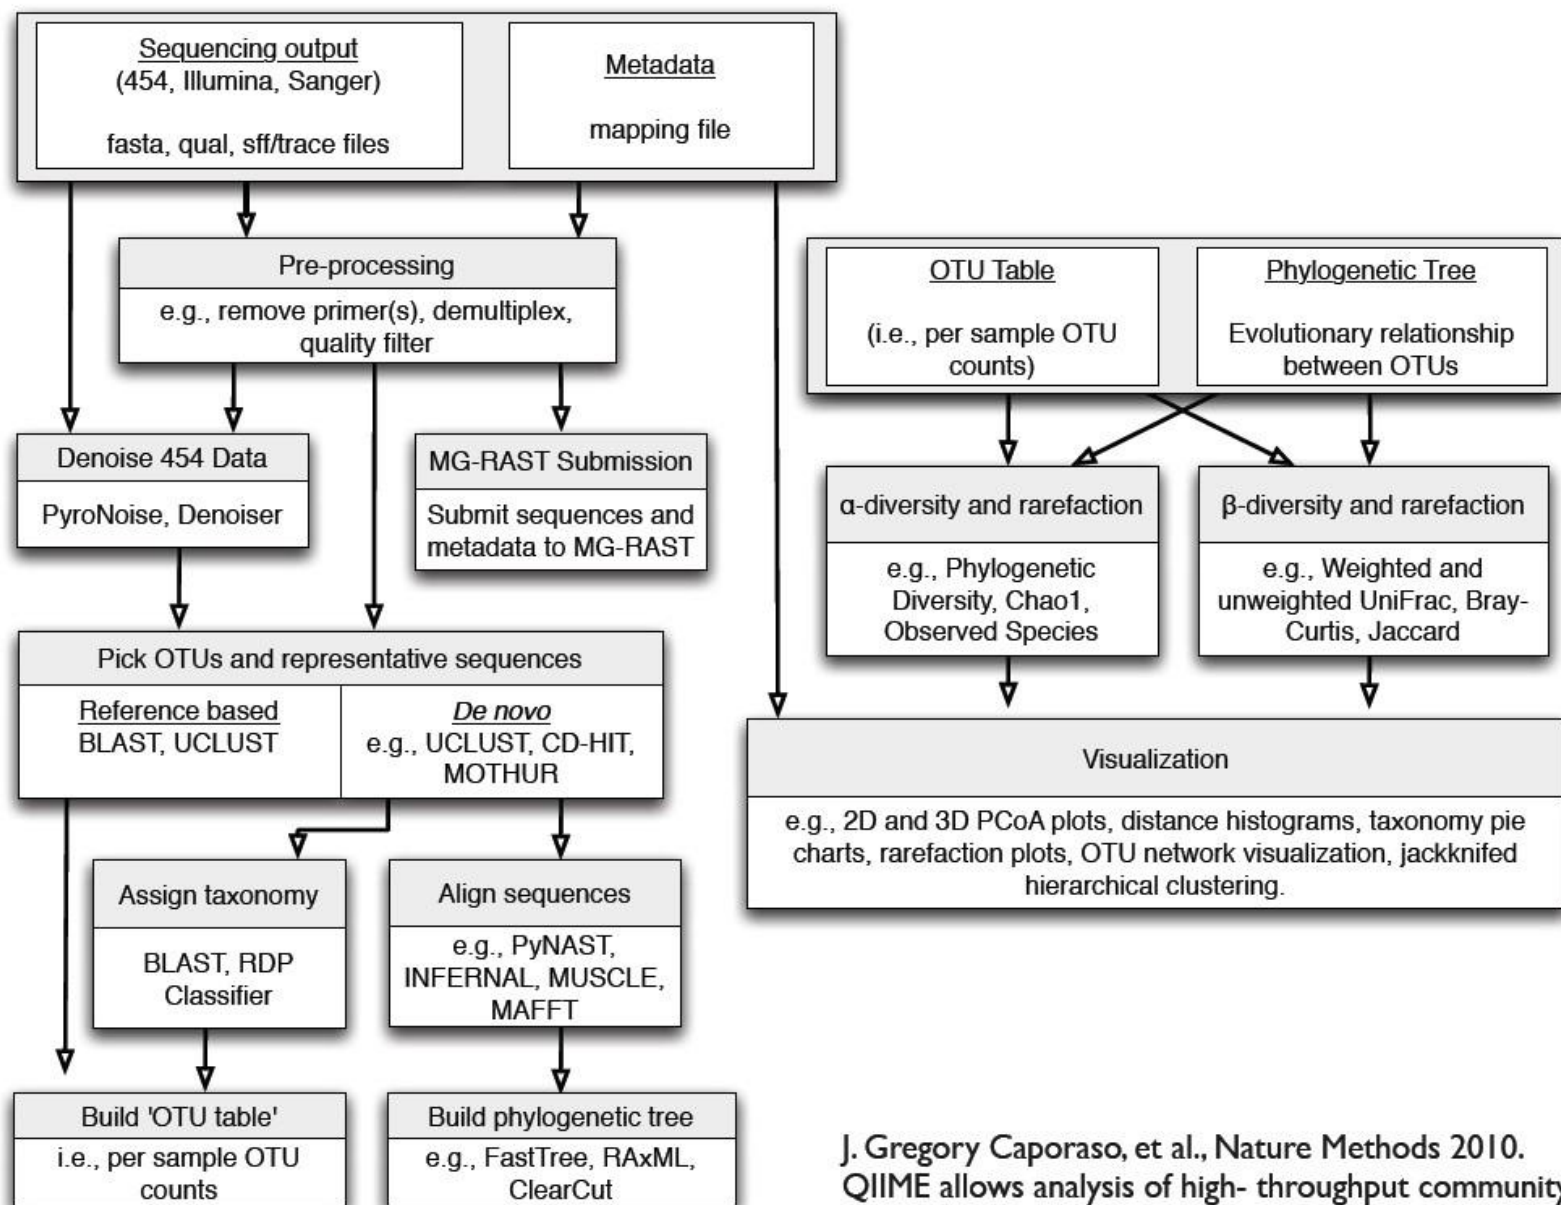 Sequencing output
(454, Illumina, Sanger)
fasta, qual, sff/trace files
Metadata
mapping file
Pre-processing
e.g., remove primer(s), demultiplex,
quality filter
Denoise 454 Data
PyroNoise, Denoiser
MG-RAST Submission
Submit sequences and
metadata to MG-RAST
Pick OTUs and representative sequences
Reference based
BLAST, UCLUST
De novo
e.g., UCLUST, CD-HIT,
MOTHUR
Assign taxonomy
BLAST, RDP
Classifier
Align sequences
e.g., PyNAST,
INFERNAL, MUSCLE,
MAFFT
Build 'OTU table'
i.e., per sample OTU
counts
Build phylogenetic tree
e.g., FastTree, RAxML,
ClearCut
OTU Table
(i.e., per sample OTU
counts)
Phylogenetic Tree
Evolutionary relationship
between OTUs
α-diversity and rarefaction
e.g., Phylogenetic
Diversity, Chao1,
Observed Species
β-diversity and rarefaction
e.g., Weighted and
unweighted UniFrac, Bray-
Curtis, Jaccard
Visualization
e.g., 2D and 3D PCoA plots, distance histograms, taxonomy pie
charts, rarefaction plots, OTU network visualization, jackknifed
hierarchical clustering.
J. Gregory Caporaso, et al., Nature Methods 2010.
QIIME allows analysis of high- throughput community